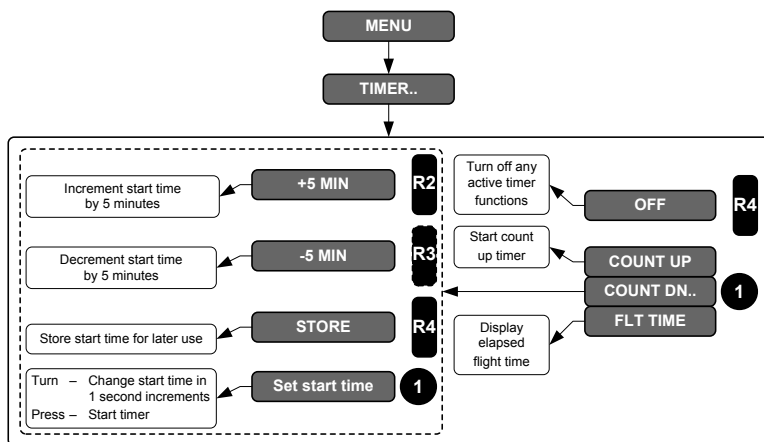 MENU
TIMER..
Increment start time
by 5 minutes
+5 MIN
R2
Decrement start time
by 5 minutes
-5 MIN
R3
Store start time for later use
STORE
R4
Turn – Change start time in
1 second increments
Press – Start timer
Set start time
1
Turn off any
active timer
functions
OFF
R4
Start count
up timer
COUNT UP
COUNT DN..
1
FLT TIME
Display
elapsed
flight time